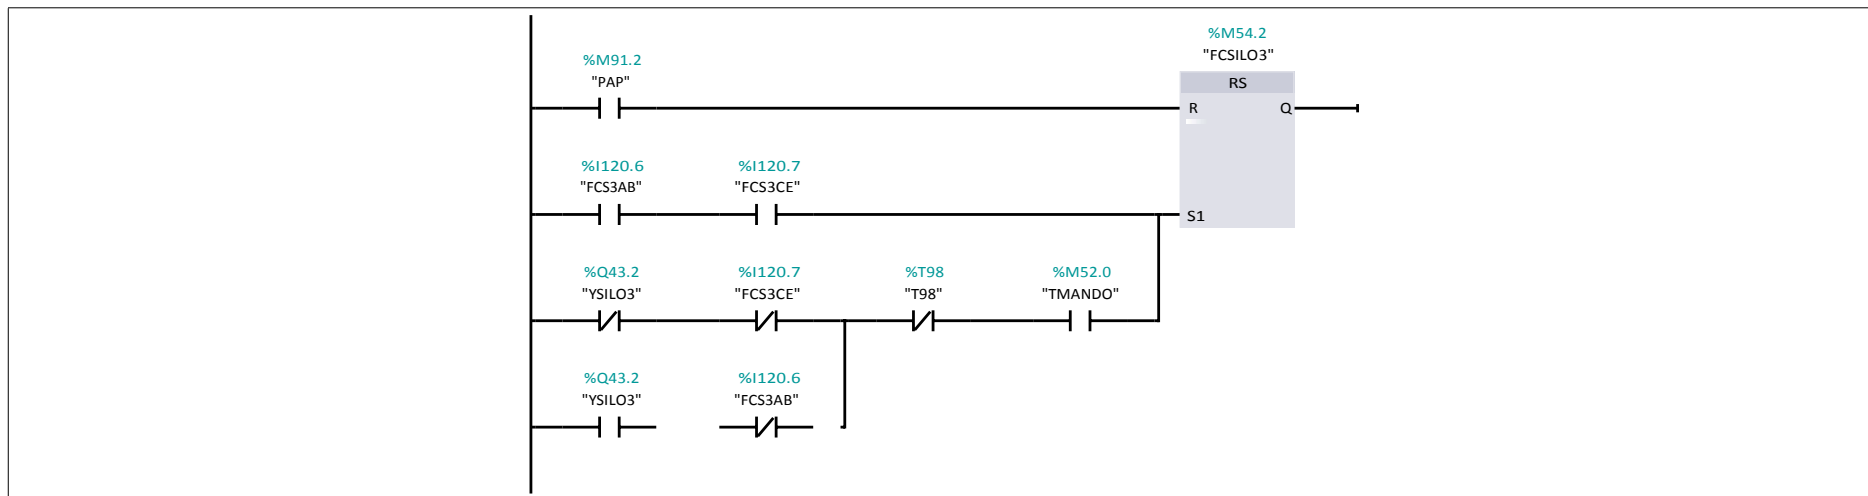 %M54.2
"FCSILO3"
%M91.2
"PAP"
RS
R
Q
%I120.6
"FCS3AB"
%I120.7
"FCS3CE"
S1
%Q43.2
"YSILO3"
%I120.7
"FCS3CE"
%T98
"T98"
%M52.0
"TMANDO"
%Q43.2
"YSILO3"
%I120.6
"FCS3AB"